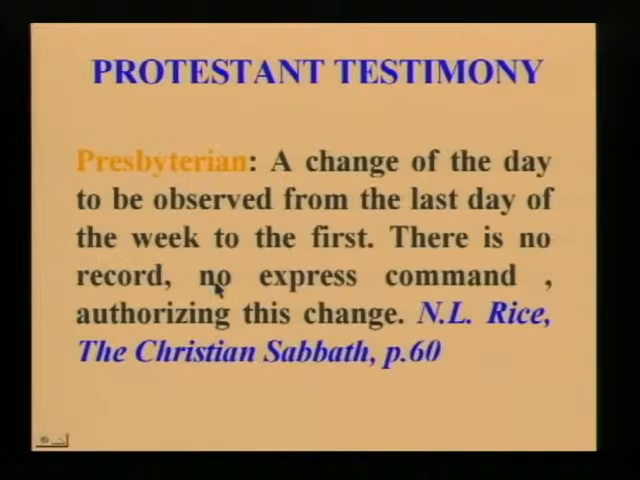 PROTESTANT TESTIMONY
Presbyterian: A change of the day
to be observed from the last day of
the week to the first. There is no
record, no express command ,
authorizing this change. N.L. Rice,
The Christian Sabbath, p.60